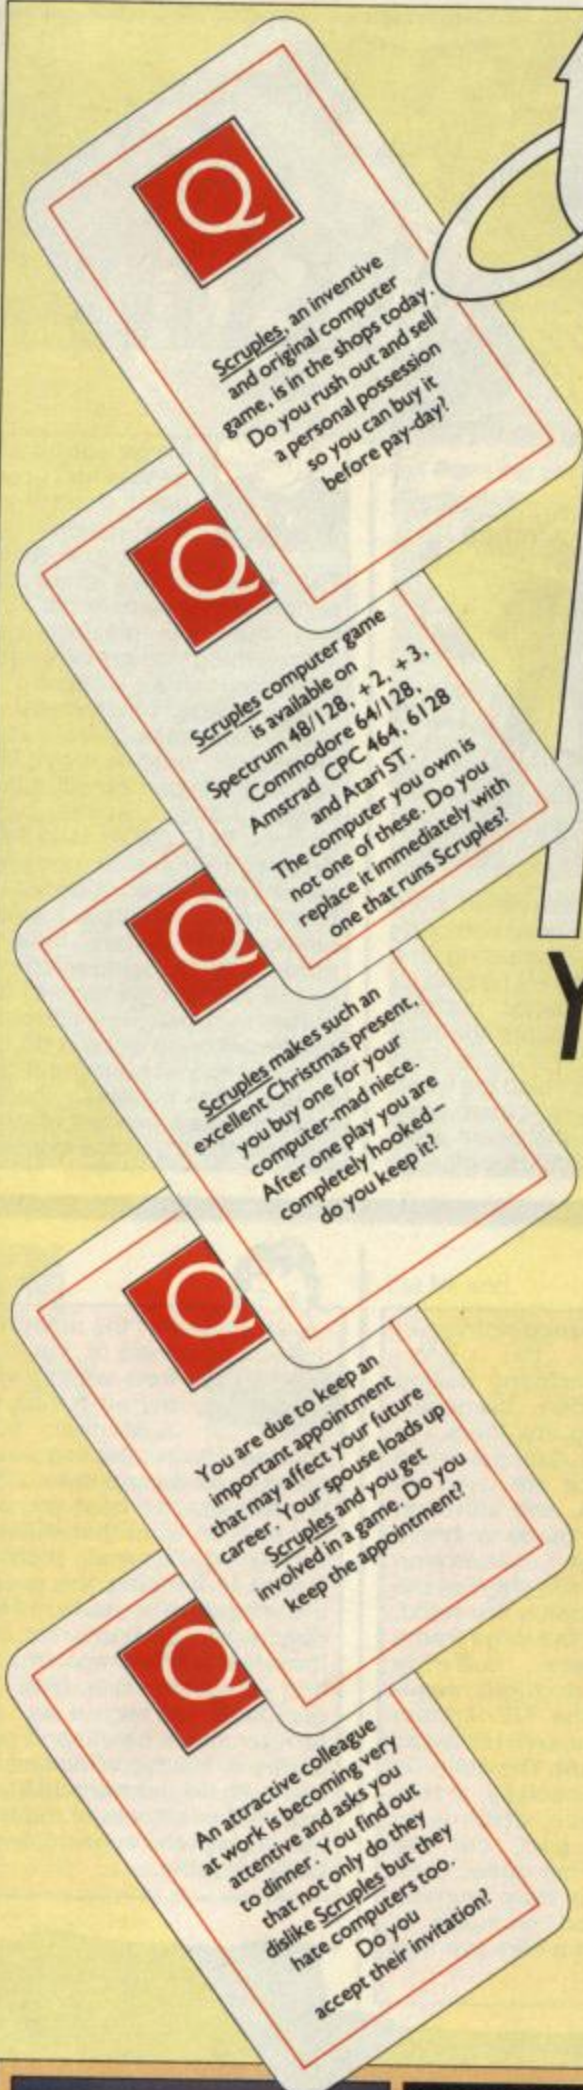 Q
Scruples, an inventive
and original computer
game, is in the shops today.
Do you rush out and sell
a personal possession
so you can buy it
before pay-day?
Q
Scruples computer game
is available on
Spectrum 48/128, +2, +3,
Commodore 64/128,
Amstrad CPC 464, 6128
and Atari ST.
The computer you own is
not one of these. Do you
replace it immediately with
one that runs Scruples?
Q
Scruples makes such an
excellent Christmas present,
you buy one for your
computer-mad niece.
After one play you are
completely hooked –
do you keep it?
Q
You are due to keep an
important appointment
that may affect your future
career. Your spouse loads up
Scruples and you get
involved in a game. Do you
keep the appointment?
Q
An attractive colleague
at work is becoming very
attentive and asks you
to dinner. You find out
that not only do they
dislike Scruples but they
hate computers too.
Do you
accept their invitation?
Y